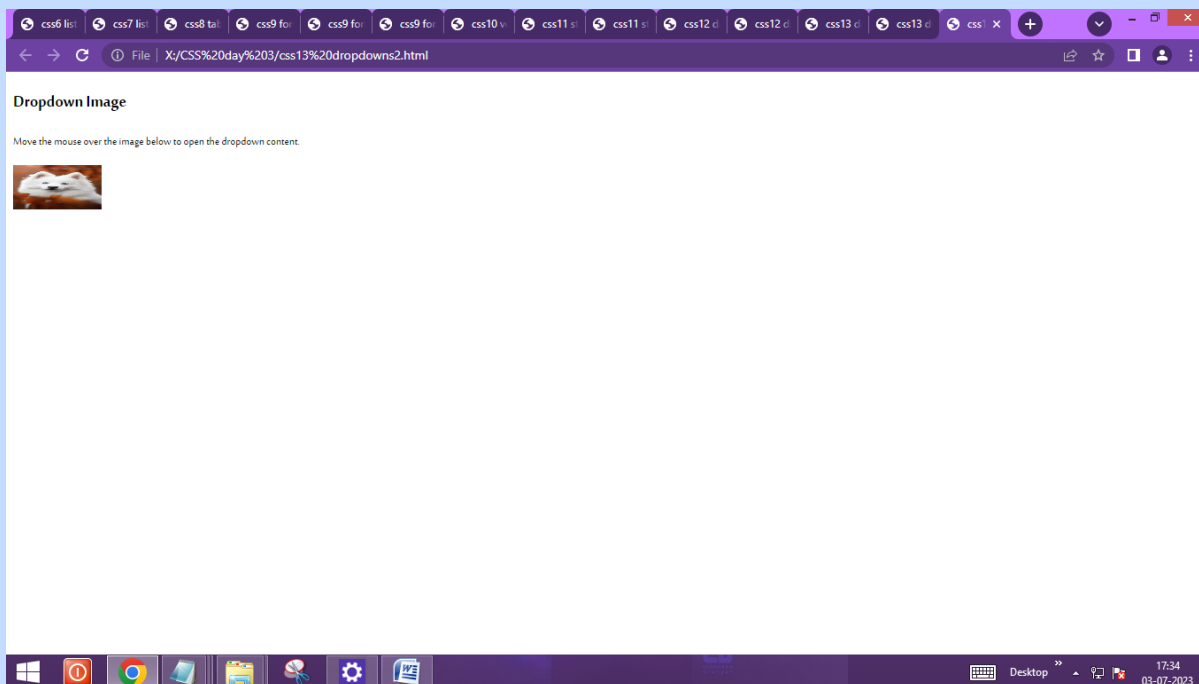 css6 list
css7 list
css8 tab
css9 for
css9 for
css9 for
css10 v
css11 s
css11 s
css12 d
css12 d
css13 d
css13 d
css1
File
X:/CSS%20day%203/css13%20dropdowns2.html
Dropdown Image
Move the mouse over the image below to open the dropdown content.
Desktop
17:34
03-07-2023